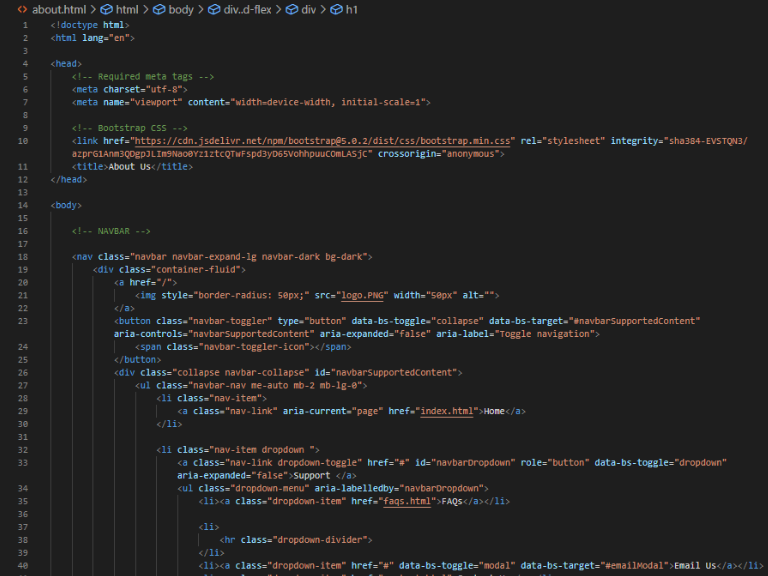 <> about.html > html > body > div..d-flex > div > h1
1 <!doctype html>
2 <html lang="en">
3
4 <head>
5 <!-- Required meta tags -->
6 <meta charset="utf-8">
7 <meta name="viewport" content="width=device-width, initial-scale=1">
8
9 <!-- Bootstrap CSS -->
10 <link href="https://cdn.jsdelivr.net/npm/bootstrap@5.0.2/dist/css/bootstrap.min.css" rel="stylesheet" integrity="sha384-EVSTQN3/
azprG1Anm3QDgpJLIm9Nao0Yz1ztcQTwFspd3yD65VohhpuuCOmLASjC" crossorigin="anonymous">
11 <title>About Us</title>
12 </head>
13
14 <body>
15
16 <!-- NAVBAR -->
17
18 <nav class="navbar navbar-expand-lg navbar-dark bg-dark">
19 <div class="container-fluid">
20 <a href="/">
21 <img style="border-radius: 50px;" src="logo.PNG" width="50px" alt="">
22 </a>
23 <button class="navbar-toggler" type="button" data-bs-toggle="collapse" data-bs-target="#navbarSupportedContent"
aria-controls="navbarSupportedContent" aria-expanded="false" aria-label="Toggle navigation">
24 <span class="navbar-toggler-icon"></span>
25 </button>
26 <div class="collapse navbar-collapse" id="navbarSupportedContent">
27 <ul class="navbar-nav me-auto mb-2 mb-lg-0">
28 <li class="nav-item">
29 <a class="nav-link" aria-current="page" href="index.html">Home</a>
30 </li>
31
32 <li class="nav-item dropdown ">
33 <a class="nav-link dropdown-toggle" href="#" id="navbarDropdown" role="button" data-bs-toggle="dropdown"
aria-expanded="false">Support </a>
34 <ul class="dropdown-menu" aria-labelledby="navbarDropdown">
35 <li><a class="dropdown-item" href="faqs.html">FAQs</a></li>
36
37 <li>
38 <hr class="dropdown-divider">
39 </li>
40 <li><a class="dropdown-item" href="#" data-bs-toggle="modal" data-bs-target="#emailModal">Email Us</a></li>